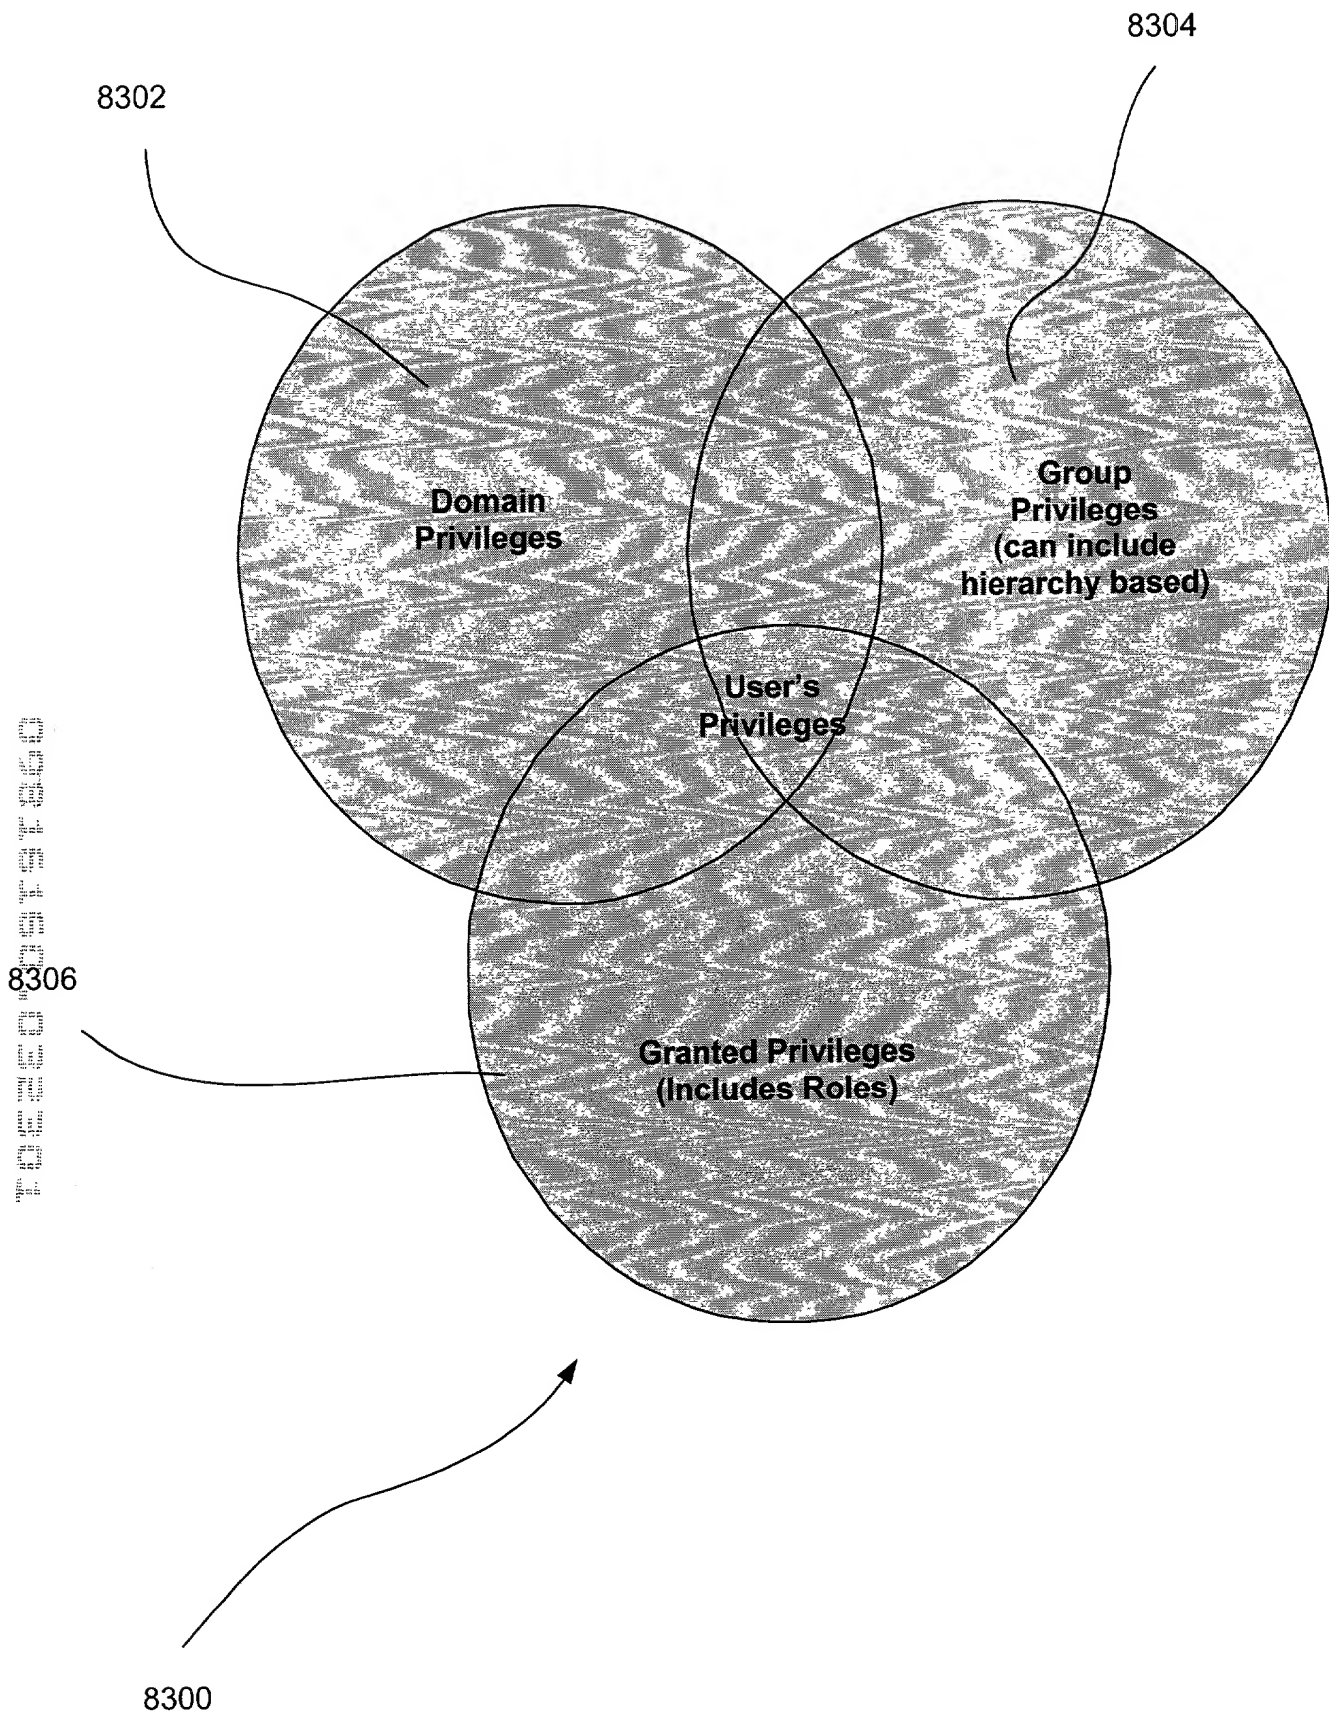 8304
8302
Domain
Privileges
Group
Privileges
(can include
hierarchy based)
User's
Privileges
8306
Granted Privileges
(Includes Roles)
8300